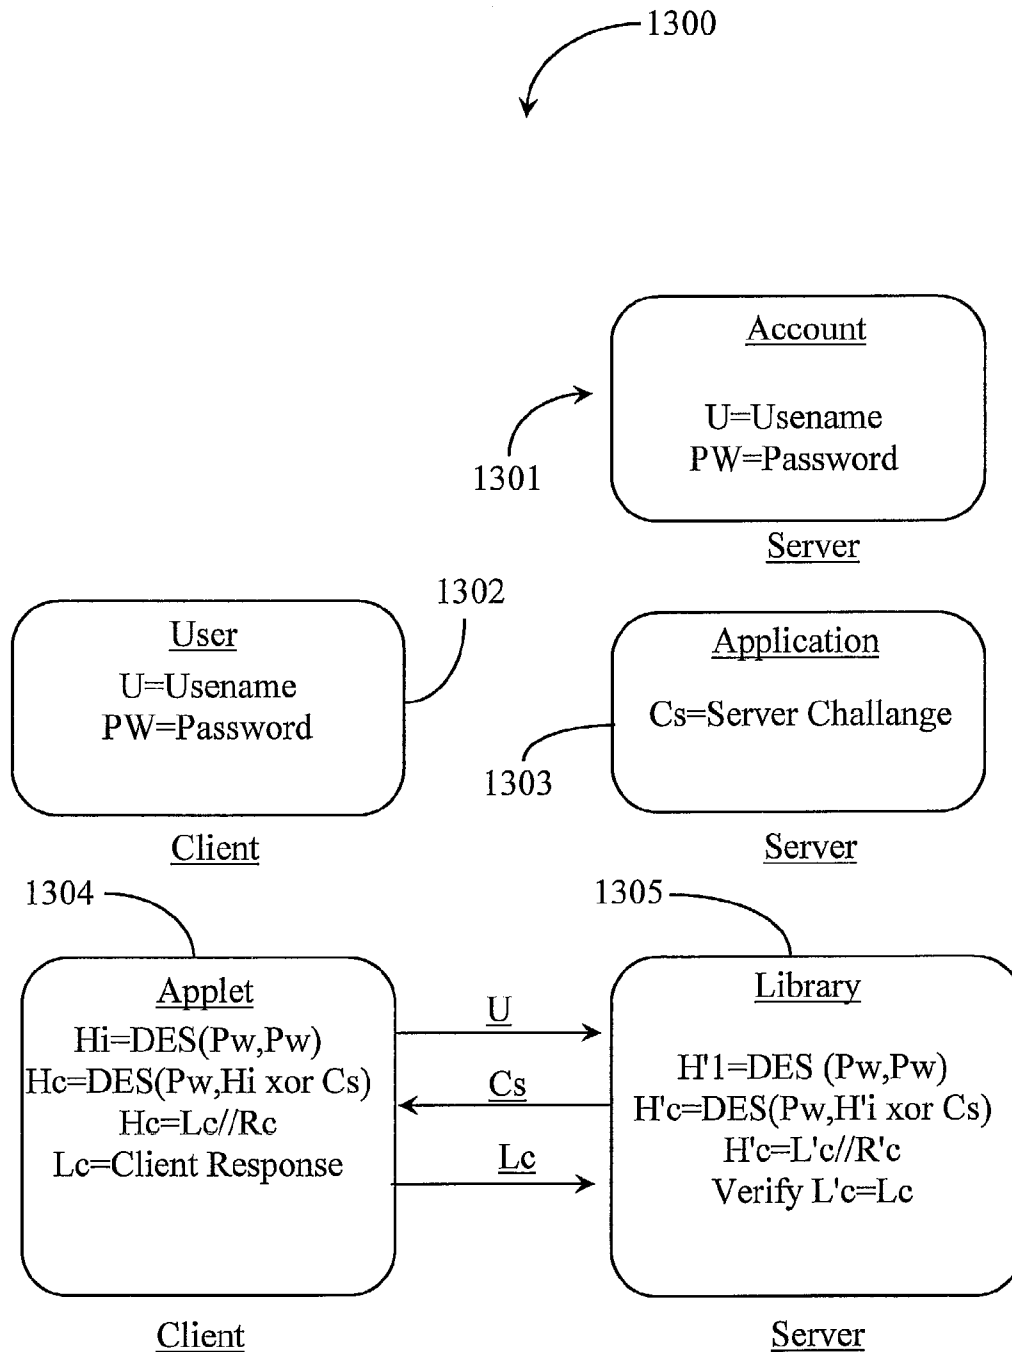 1300
Account
U=Usename
PW=Password
1301
Server
1302
User
U=Usename
PW=Password
Application
Cs=Server Challange
1303
Client
Server
1304
1305
Applet
Hi=DES(Pw,Pw)
Hc=DES(Pw,Hi xor Cs)
Hc=Lc//Rc
Lc=Client Response
U
Cs
Lc
Library
H'1=DES (Pw,Pw)
H'c=DES(Pw,H'i xor Cs)
H'c=L'c//R'c
Verify L'c=Lc
Client
Server